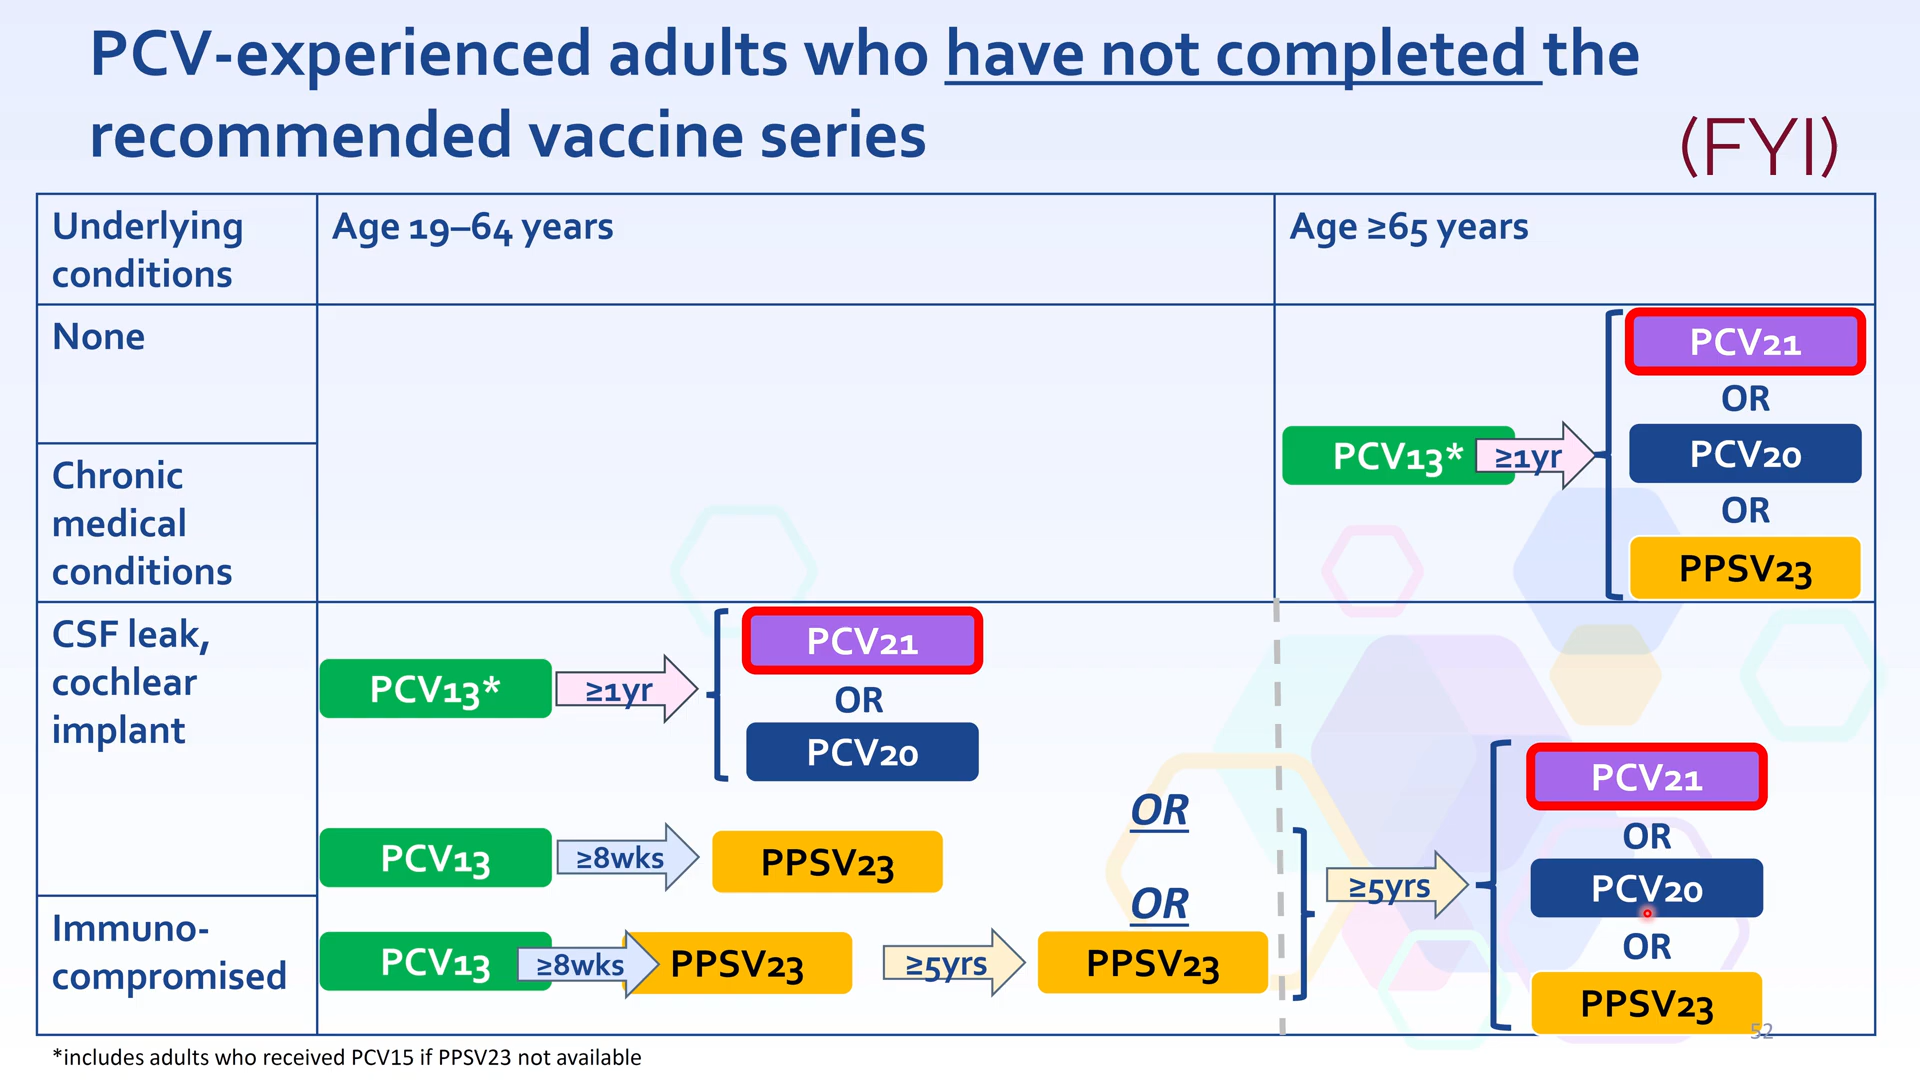 PCV-experienced adults who have not completed the
recommended vaccine series
(FYI)
Underlying
conditions
Age 19–64 years
Age ≥65 years
None
Chronic
medical
conditions
PCV13*
≥1yr
PCV21
OR
PCV20
OR
PPSV23
CSF leak,
cochlear
implant
PCV13*
≥1yr
PCV21
OR
PCV20
PCV13
≥8wks
PPSV23
OR
OR
Immuno-
compromised
PCV13
≥8wks
PPSV23
≥5yrs
PPSV23
≥5yrs
PCV21
OR
PCV20
OR
PPSV23
52
*includes adults who received PCV15 if PPSV23 not available